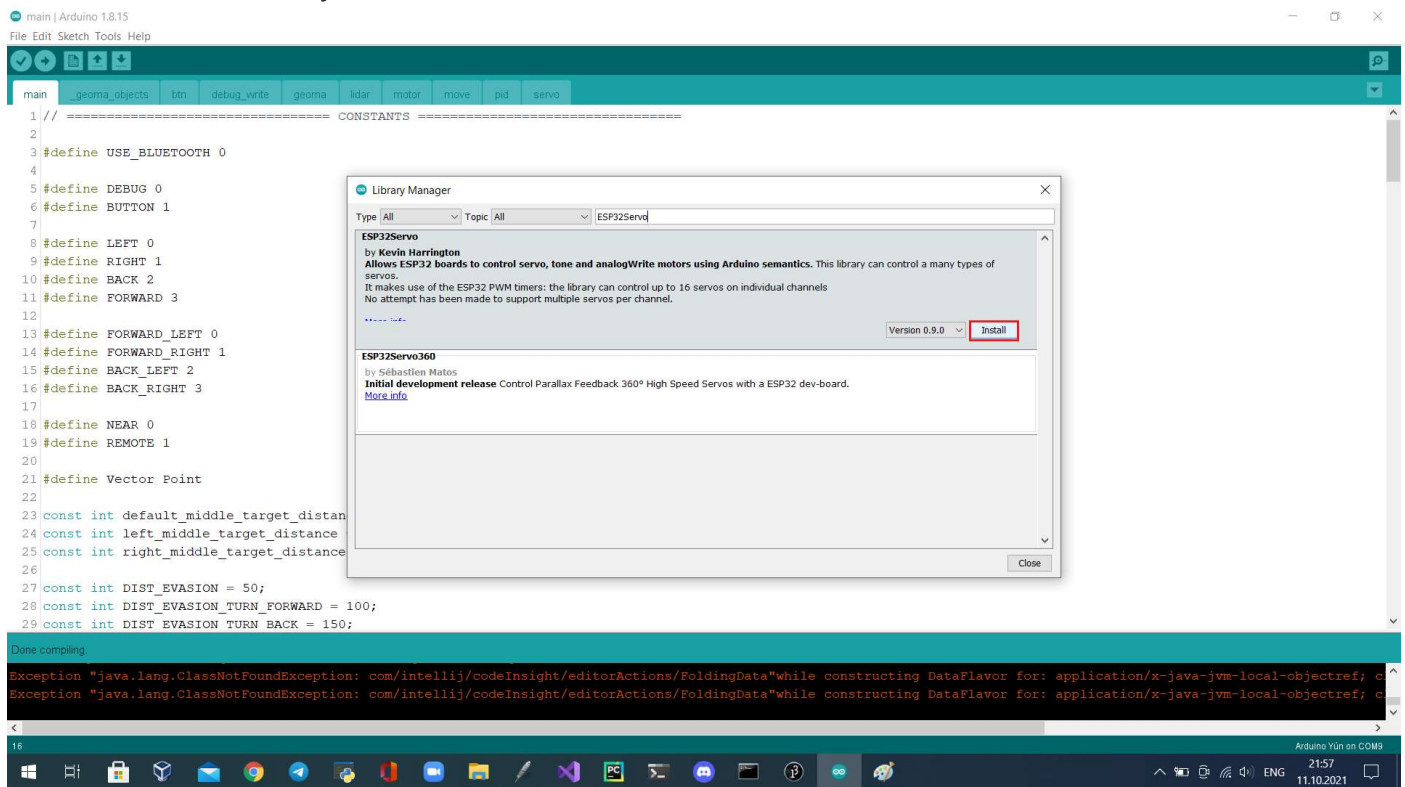 main | Arduino 1.8.15
File Edit Sketch Tools Help
main _geoma_objects btn debug_write geoma lidar motor move pid servo
1 // ================================= CONSTANTS =================================
2
3 #define USE_BLUETOOTH 0
4
5 #define DEBUG 0
6 #define BUTTON 1
7
8 #define LEFT 0
9 #define RIGHT 1
10 #define BACK 2
11 #define FORWARD 3
12
13 #define FORWARD_LEFT 0
14 #define FORWARD_RIGHT 1
15 #define BACK_LEFT 2
16 #define BACK_RIGHT 3
17
18 #define NEAR 0
19 #define REMOTE 1
20
21 #define Vector Point
22
23 const int default_middle_target_distan
24 const int left_middle_target_distance
25 const int right_middle_target_distance
26
27 const int DIST_EVASION = 50;
28 const int DIST_EVASION_TURN_FORWARD = 100;
29 const int DIST_EVASION_TURN_BACK = 150;
Library Manager
Type All Topic All ESP32Servo
ESP32Servo
by Kevin Harrington
Allows ESP32 boards to control servo, tone and analogWrite motors using Arduino semantics. This library can control a many types of
servos.
It makes use of the ESP32 PWM timers: the library can control up to 16 servos on individual channels
No attempt has been made to support multiple servos per channel.
More info
Version 0.9.0 Install
ESP32Servo360
by Sébastien Matos
Initial development release Control Parallax Feedback 360º High Speed Servos with a ESP32 dev-board.
More info
Close
Done compiling.
Exception "java.lang.ClassNotFoundException: com/intellij/codeInsight/editorActions/FoldingData"while constructing DataFlavor for: application/x-java-jvm-local-objectref; c
Exception "java.lang.ClassNotFoundException: com/intellij/codeInsight/editorActions/FoldingData"while constructing DataFlavor for: application/x-java-jvm-local-objectref; c
16
Arduino Yún on COM9
PC
ENG
21:57
11.10.2021